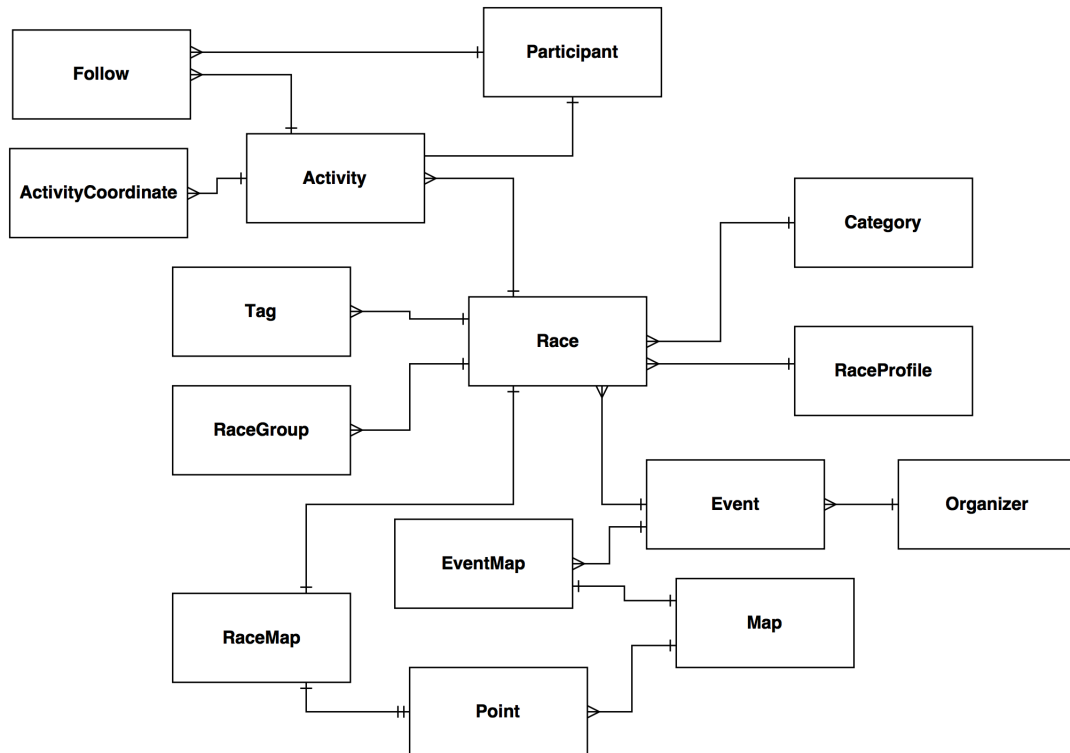 Participant
Follow
Activity
ActivityCoordinate
Category
Tag
Race
RaceProfile
RaceGroup
Event
Organizer
EventMap
Map
RaceMap
Point